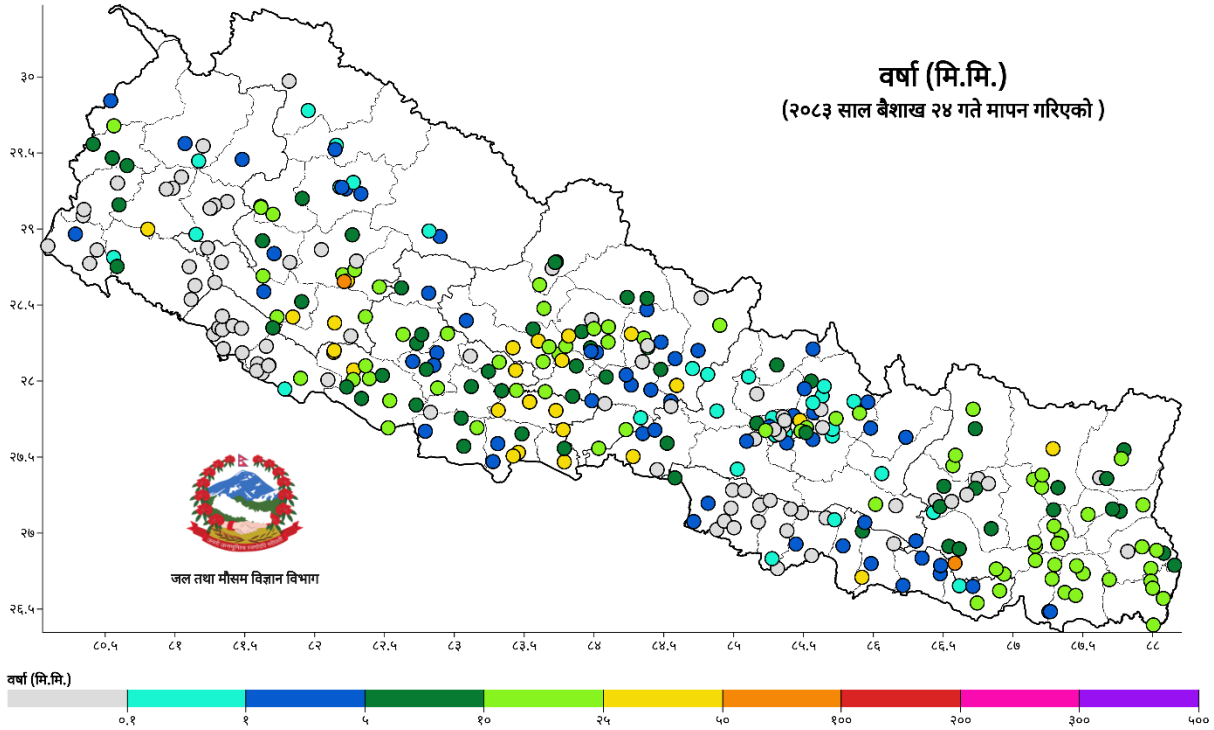 वर्षा (मि.मि.)
(२०८३ साल बैशाख २४ गते मापन गरिएको )
३०
२९.५
२९
२८.५
२८
२७.५
२७
२६.५
जल तथा मौसम विज्ञान विभाग
८०.५ ८१ ८१.५ ८२ ८२.५ ८३ ८३.५ ८४ ८४.५ ८५ ८५.५ ८६ ८६.५ ८७ ८७.५ ८८
वर्षा (मि.मि.)
०.१ १ ५ १० २५ ५० १०० २०० ३०० ५००